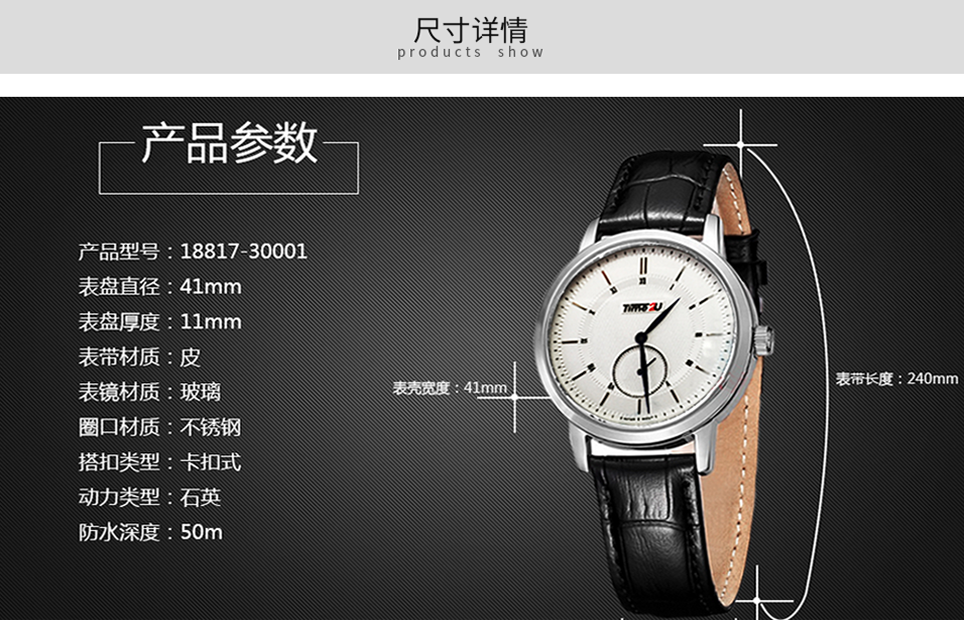 尺寸详情
products show
产品参数
产品型号：18817-30001
表盘直径：41mm
表盘厚度：11mm
表带材质：皮
表镜材质：玻璃
圈口材质：不锈钢
搭扣类型：卡扣式
动力类型：石英
防水深度：50m
表壳宽度：41mm
TIME2U
表带长度：240mm